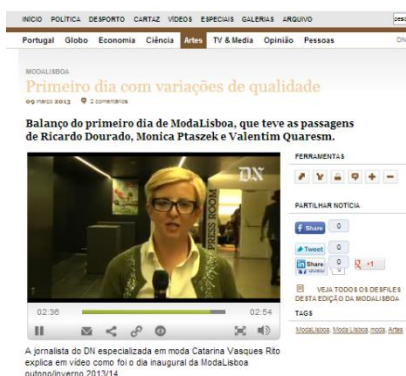 INICIO POLÍTICA DESPORTO CARTAZ VÍDEOS ESPECIAIS GALERIAS ARQUIVO
Portugal Globo Economia Ciência Artes TV & Media Opinião Pessoas
MODALISBOA
Primeiro dia com variações de qualidade
09 março 2013 2 comentários
Balanço do primeiro dia de ModaLisboa, que teve as passagens
de Ricardo Dourado, Monica Ptaszek e Valentim Quaresm.
DN
PRESS ROOM
02:36 02:54
A jornalista do DN especializada em moda Catarina Vasques Rito
explica em vídeo como foi o dia inaugural da ModaLisboa
outono/inverno 2013/14
FERRAMENTAS
PARTILHAR NOTÍCIA
Share 0
Tweet 0
Share 0 +1
VEJA TODOS OS DESFILES
DESTA EDIÇÃO DA MODALISBOA
TAGS
ModaLisboa, Moda Lisboa, moda, Artes